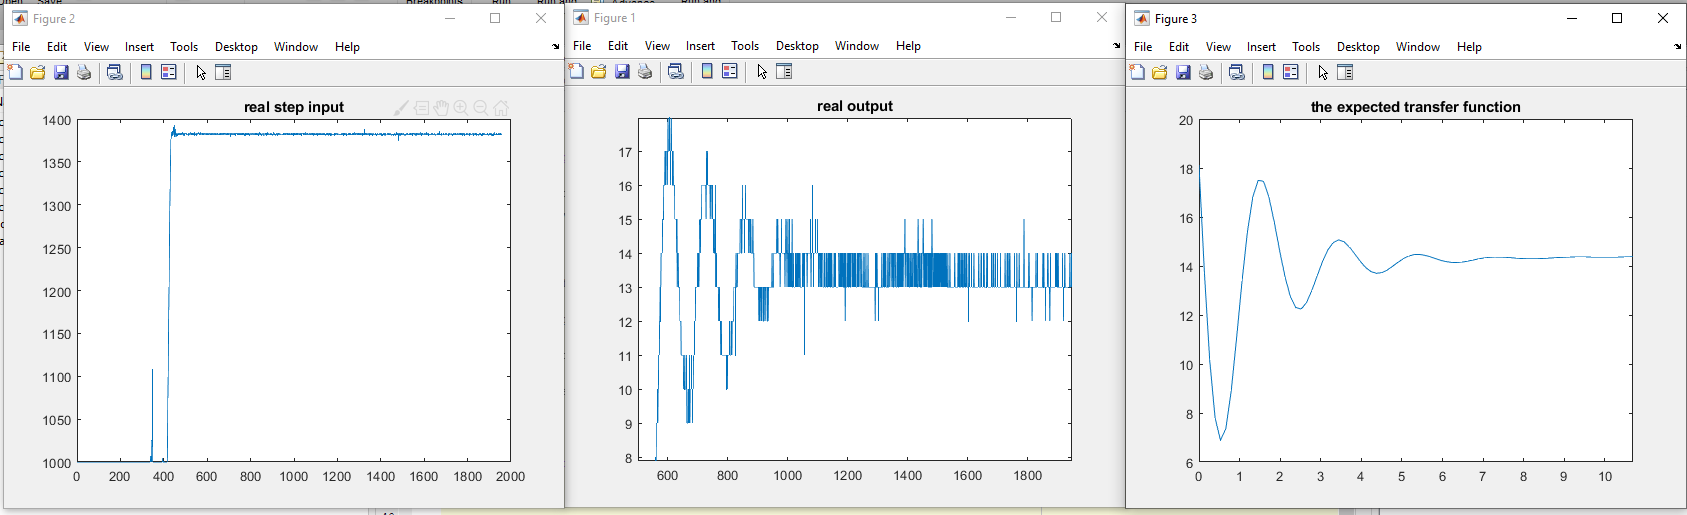 Figure 2
File Edit View Insert Tools Desktop Window Help
real step input
1400
1350
1300
1250
1200
1150
1100
1050
1000
0 200 400 600 800 1000 1200 1400 1600 1800 2000
Figure 1
File Edit View Insert Tools Desktop Window Help
real output
17
16
15
14
13
12
11
10
9
8
600 800 1000 1200 1400 1600 1800
Figure 3
File Edit View Insert Tools Desktop Window Help
the expected transfer function
20
18
16
14
12
10
8
6
0 1 2 3 4 5 6 7 8 9 10